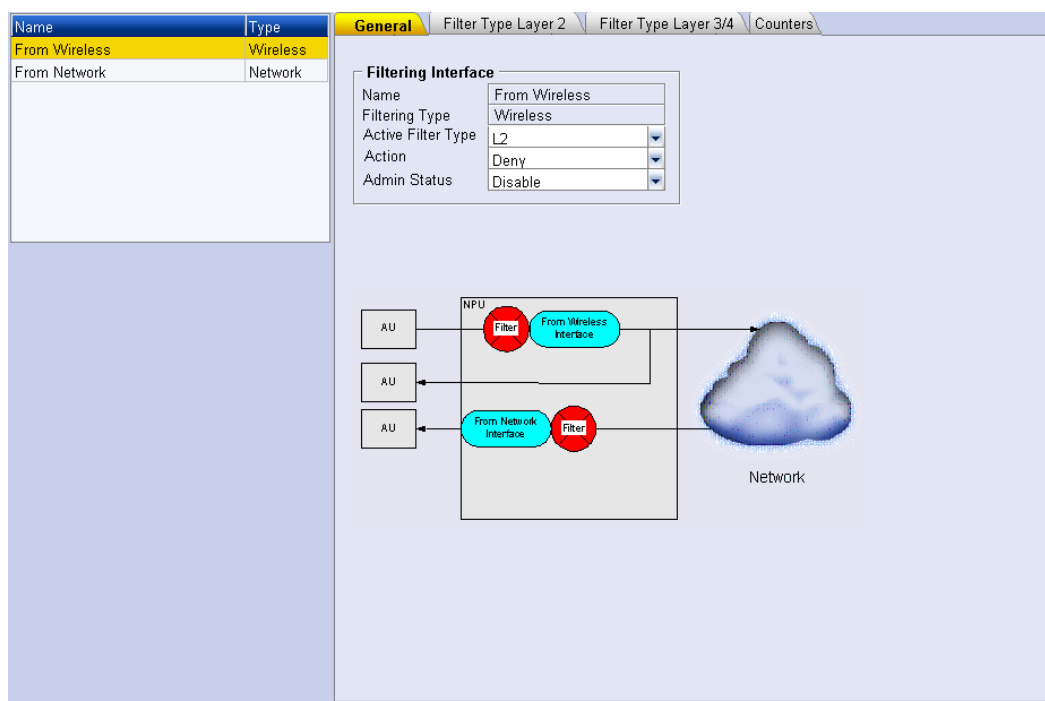 Name Type
From Wireless Wireless
From Network Network
General Filter Type Layer 2 Filter Type Layer 3/4 Counters
Filtering Interface
Name From Wireless
Filtering Type Wireless
Active Filter Type L2
Action Deny
Admin Status Disable
NPU
AU
Filter
From Wireless
Interface
AU
AU
From Network
Interface
Filter
Network